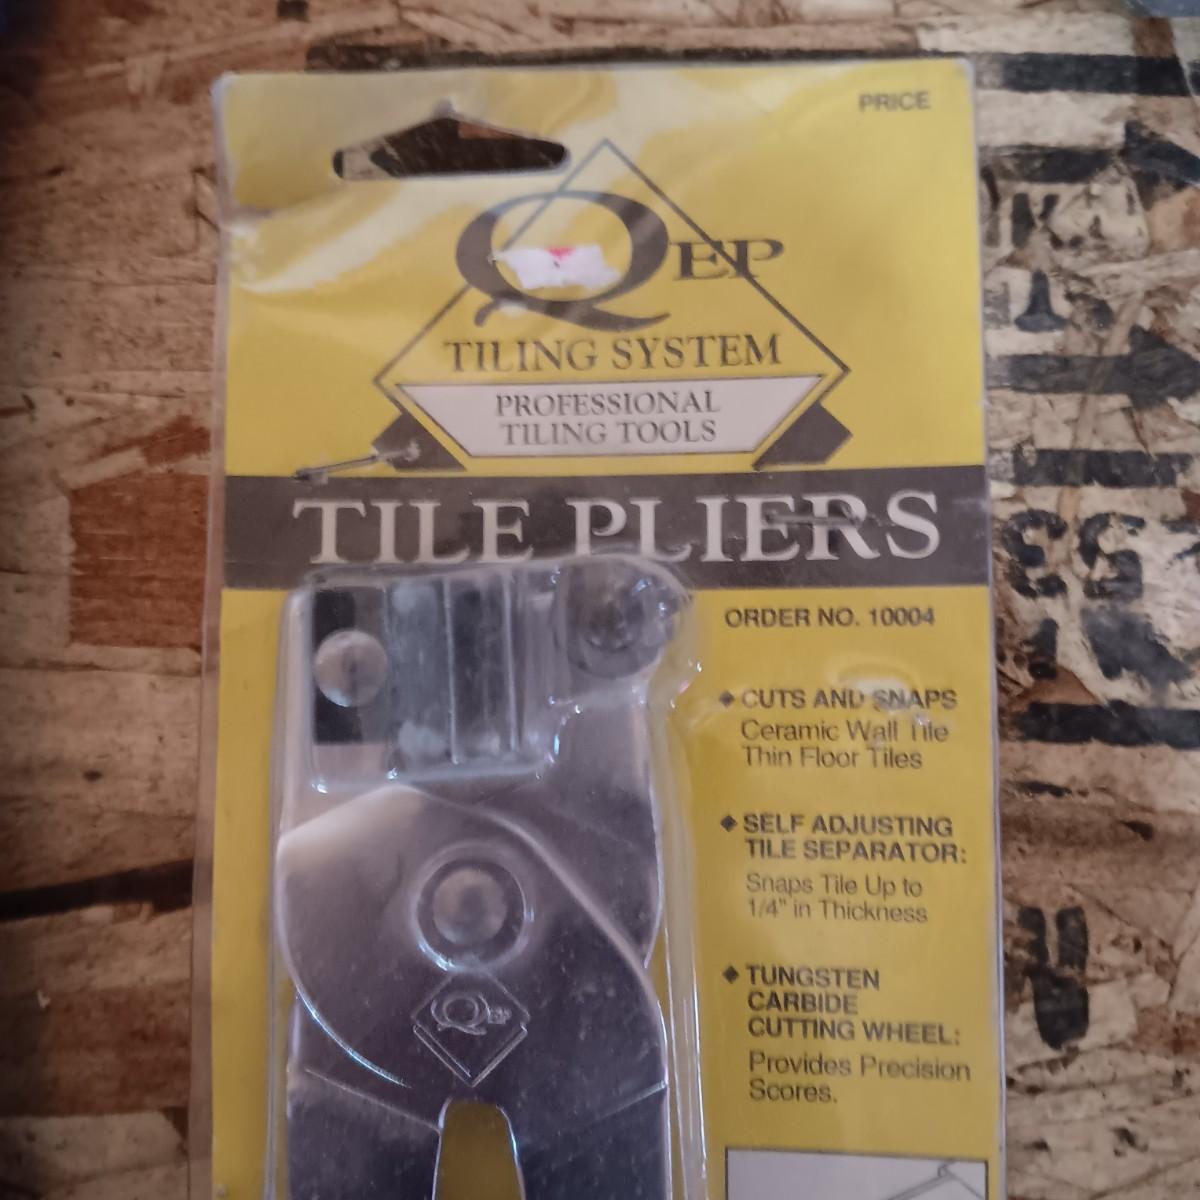 PRICE
QEP
TILING SYSTEM
PROFESSIONAL
TILING TOOLS
TILE PLIERS
ORDER NO. 10004
◆ CUTS AND SNAPS
Ceramic Wall Tile
Thin Floor Tiles
◆ SELF ADJUSTING
TILE SEPARATOR:
Snaps Tile Up to
1/4" in Thickness
◆ TUNGSTEN
CARBIDE
CUTTING WHEEL:
Provides Precision
Scores.
QEP